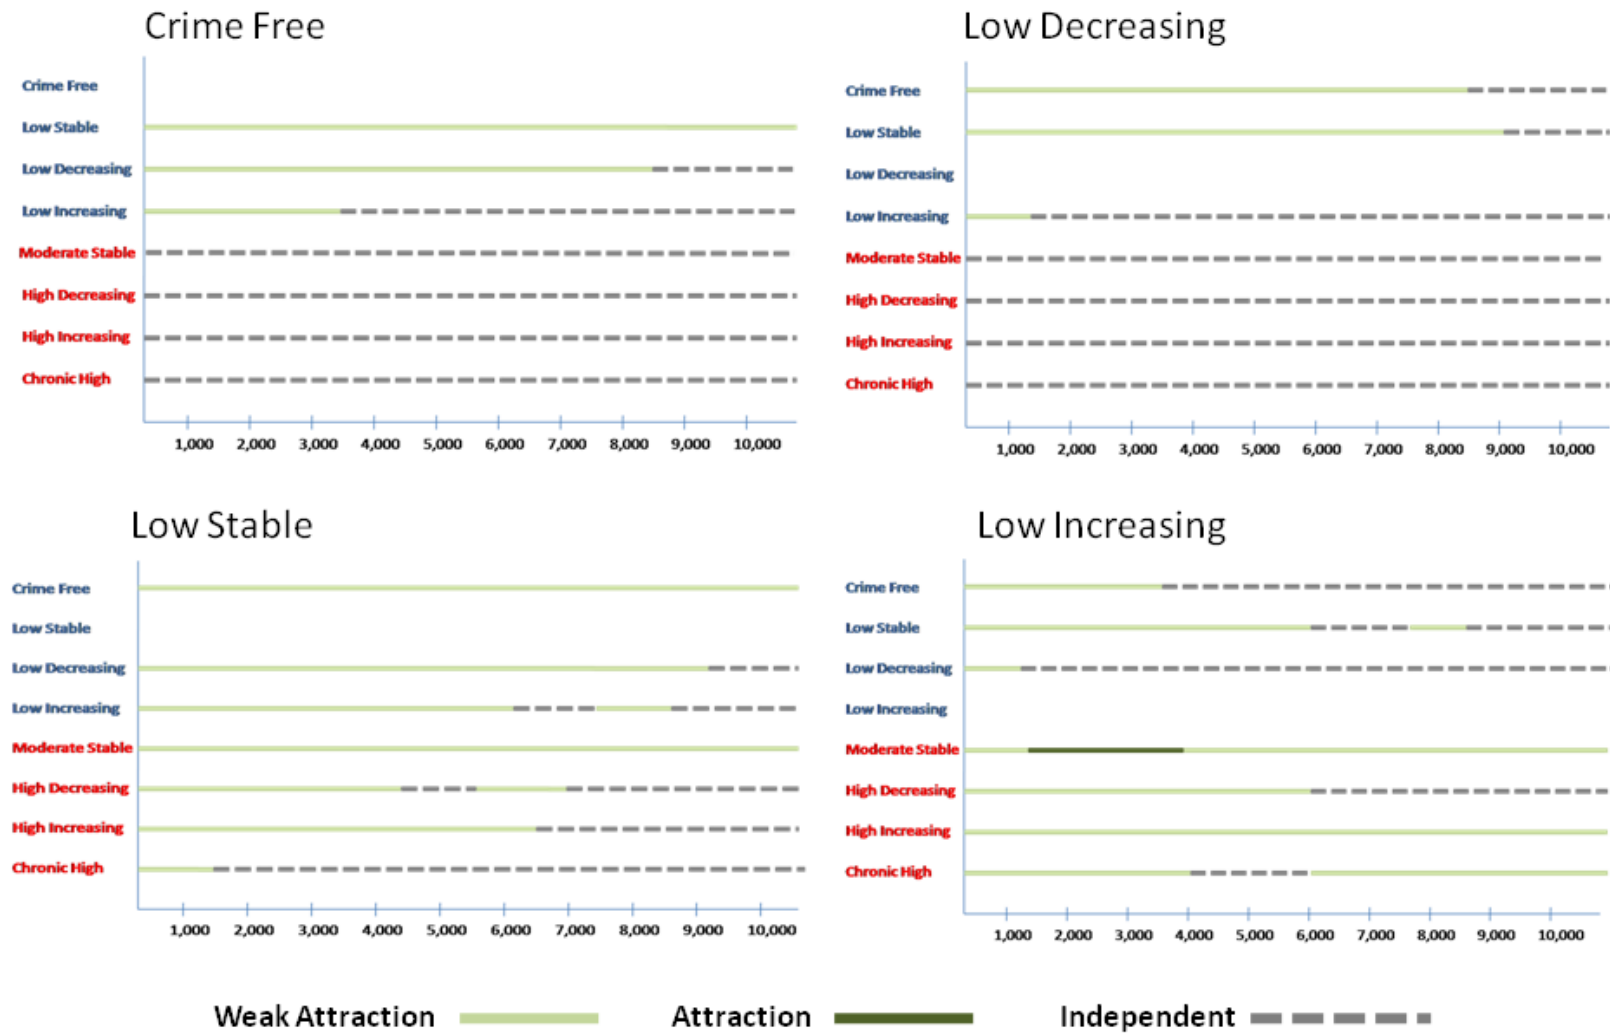 Crime Free
Crime Free
Low Stable
Low Decreasing
Low Increasing
Moderate Stable
High Decreasing
High Increasing
Chronic High
1,000 2,000 3,000 4,000 5,000 6,000 7,000 8,000 9,000 10,000
Low Decreasing
Crime Free
Low Stable
Low Decreasing
Low Increasing
Moderate Stable
High Decreasing
High Increasing
Chronic High
1,000 2,000 3,000 4,000 5,000 6,000 7,000 8,000 9,000 10,000
Low Stable
Crime Free
Low Stable
Low Decreasing
Low Increasing
Moderate Stable
High Decreasing
High Increasing
Chronic High
1,000 2,000 3,000 4,000 5,000 6,000 7,000 8,000 9,000 10,000
Low Increasing
Crime Free
Low Stable
Low Decreasing
Low Increasing
Moderate Stable
High Decreasing
High Increasing
Chronic High
1,000 2,000 3,000 4,000 5,000 6,000 7,000 8,000 9,000 10,000
Weak Attraction Attraction Independent